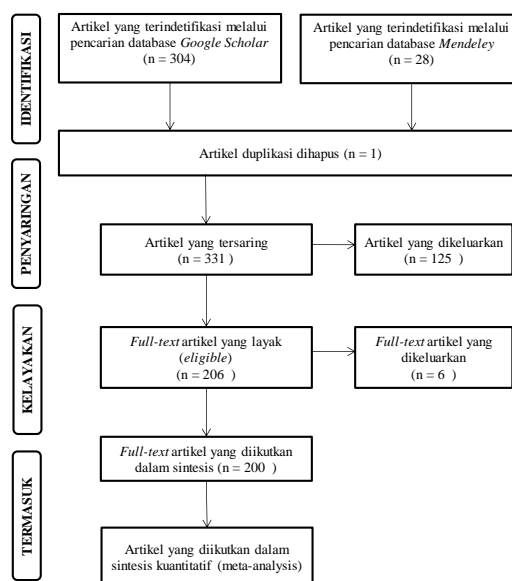 IDENTIFIKASI
Artikel yang terindetifikasi melalui
pencarian database Google Scholar
(n = 304)
Artikel yang terindetifikasi melalui
pencarian database Mendeley
(n = 28)
Artikel duplikasi dihapus (n = 1)
PENYARINGAN
Artikel yang tersaring
(n = 331 )
Artikel yang dikeluarkan
(n = 125 )
KELAYAKAN
Full-text artikel yang layak
(eligible)
(n = 206 )
Full-text artikel yang
dikeluarkan
(n = 6 )
Full-text artikel yang diikutkan
dalam sintesis (n = 200 )
TERMASUK
Artikel yang diikutkan dalam
sintesis kuantitatif (meta-analysis)